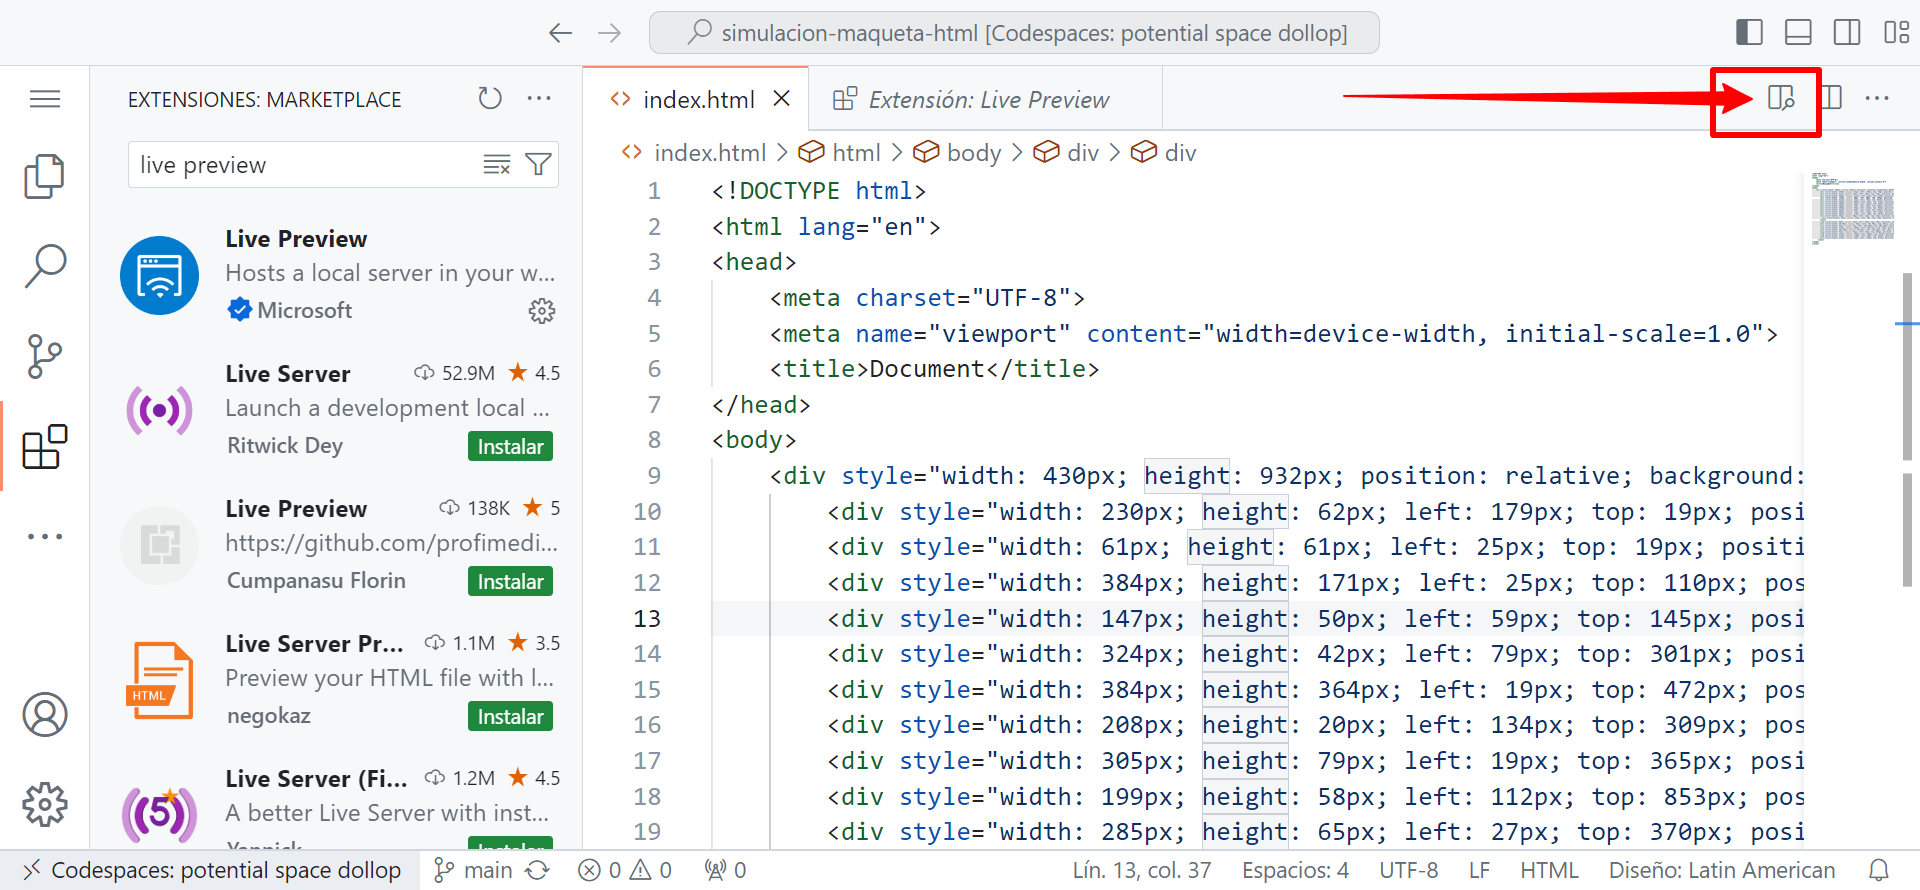 simulacion-maqueta-html [Codespaces: potential space dollop]
EXTENSIONES: MARKETPLACE
live preview
Live Preview
Hosts a local server in your w...
Microsoft
Live Server 52.9M 4.5
Launch a development local ...
Ritwick Dey Instalar
Live Preview 138K 5
https://github.com/profimedi...
Cumpanasu Florin Instalar
Live Server Pr... 1.1M 3.5
Preview your HTML file with l...
HTML
negokaz Instalar
Live Server (Fi... 1.2M 4.5
5
A better Live Server with inst...
Yannick Instalar
index.html Extensión: Live Preview
index.html > html > body > div > div
1 <!DOCTYPE html>
2 <html lang="en">
3 <head>
4 <meta charset="UTF-8">
5 <meta name="viewport" content="width=device-width, initial-scale=1.0">
6 <title>Document</title>
7 </head>
8 <body>
9 <div style="width: 430px; height: 932px; position: relative; background:
10 <div style="width: 230px; height: 62px; left: 179px; top: 19px; posi
11 <div style="width: 61px; height: 61px; left: 25px; top: 19px; positi
12 <div style="width: 384px; height: 171px; left: 25px; top: 110px; pos
13 <div style="width: 147px; height: 50px; left: 59px; top: 145px; posi
14 <div style="width: 324px; height: 42px; left: 79px; top: 301px; posi
15 <div style="width: 384px; height: 364px; left: 19px; top: 472px; pos
16 <div style="width: 208px; height: 20px; left: 134px; top: 309px; pos
17 <div style="width: 305px; height: 79px; left: 19px; top: 365px; posi
18 <div style="width: 199px; height: 58px; left: 112px; top: 853px; pos
19 <div style="width: 285px; height: 65px; left: 27px; top: 370px; posi
Codespaces: potential space dollop main 0 0 0 Lín. 13, col. 37 Espacios: 4 UTF-8 LF HTML Diseño: Latin American